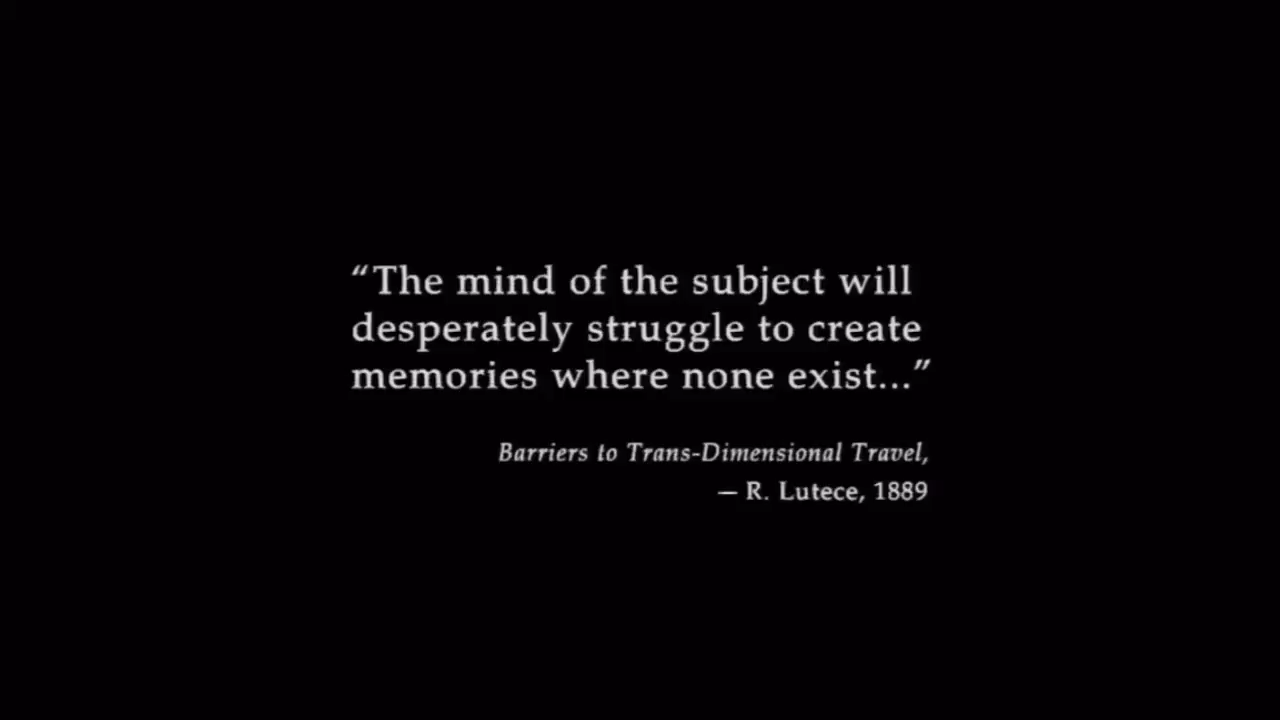 “The mind of the subject will
desperately struggle to create
memories where none exist...”
Barriers to Trans-Dimensional Travel,
— R. Lutece, 1889